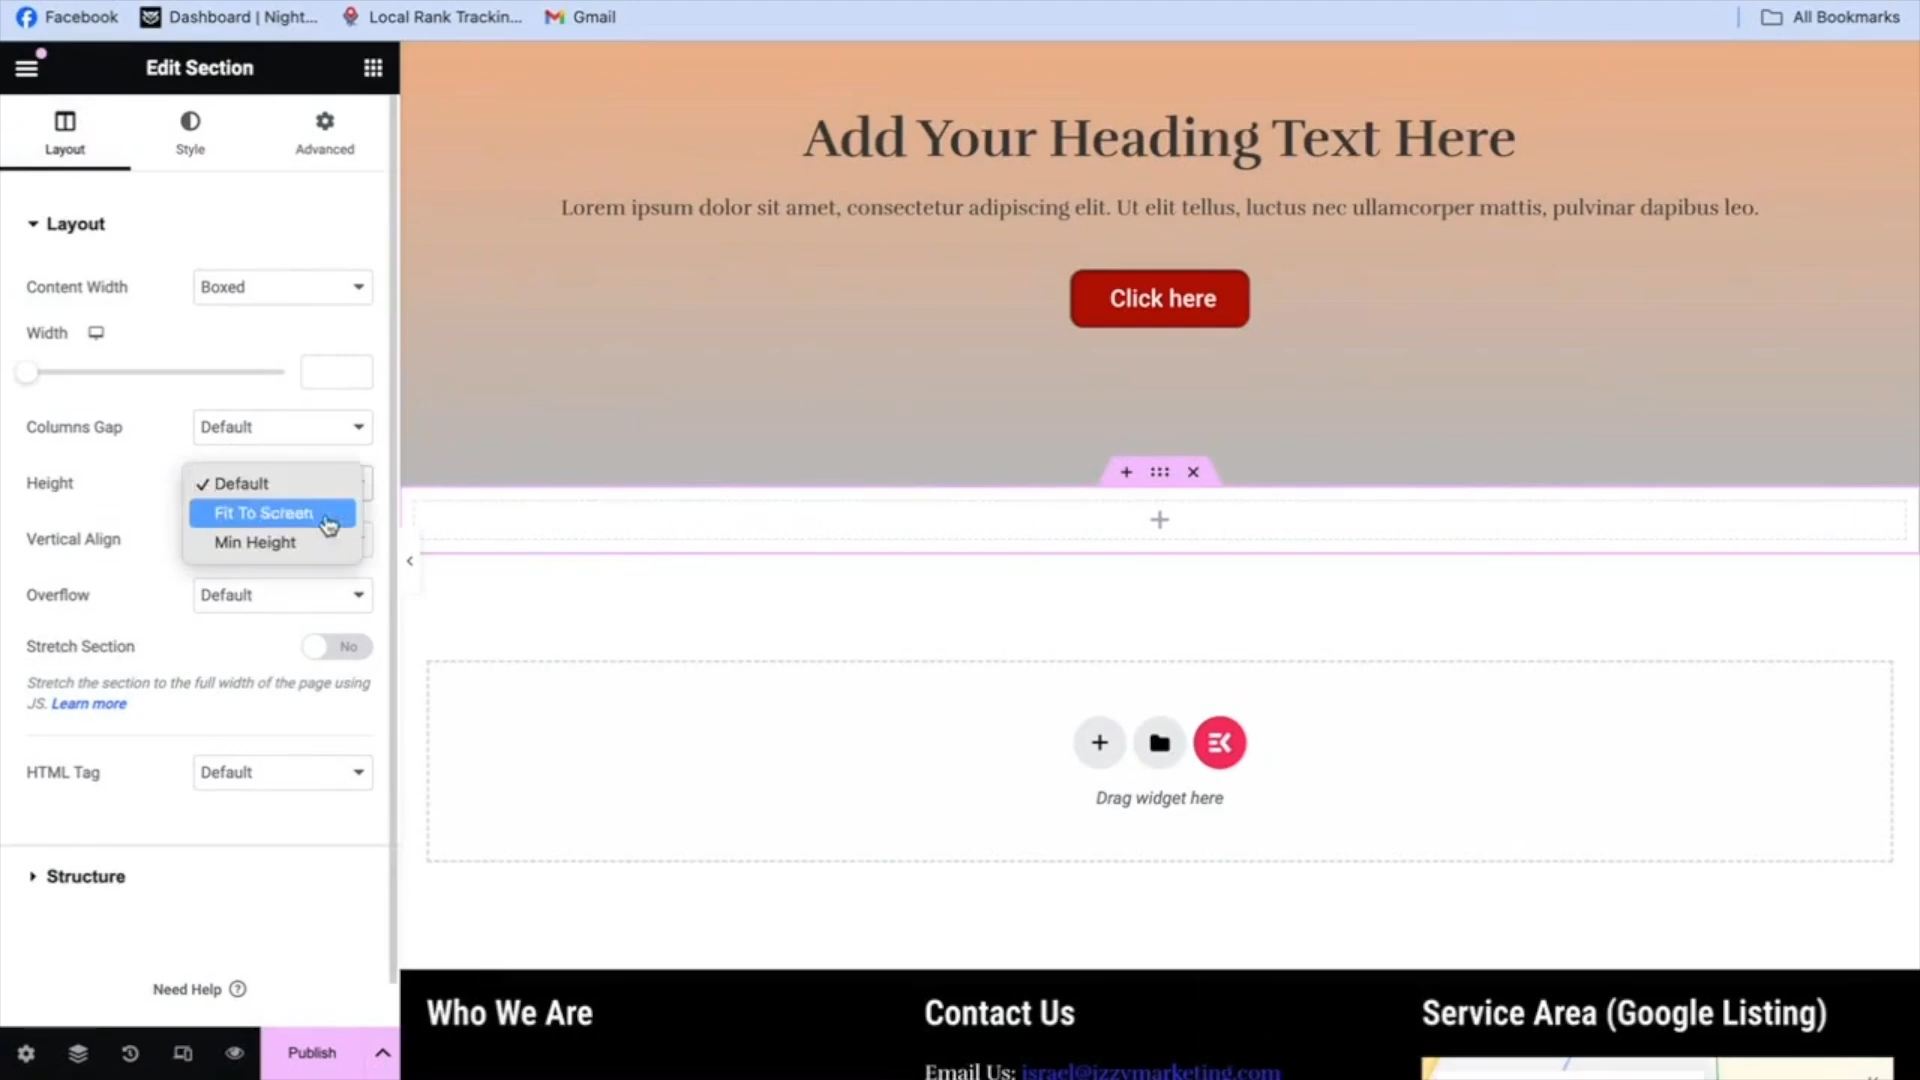 Facebook
Dashboard | Night...
Local Rank Trackin...
Gmail
All Bookmarks
Edit Section
Layout
Style
Advanced
Layout
Content Width
Boxed
Width
Columns Gap
Default
Height
Default
Fit To Screen
Min Height
Vertical Align
Overflow
Default
Stretch Section
No
Stretch the section to the full width of the page using
JS. Learn more
HTML Tag
Default
Structure
Need Help ?
Publish
Add Your Heading Text Here
Lorem ipsum dolor sit amet, consectetur adipiscing elit. Ut elit tellus, luctus nec ullamcorper mattis, pulvinar dapibus leo.
Click here
Drag widget here
Who We Are
Contact Us
Service Area (Google Listing)
Email Us: israel@izzymarketing.com